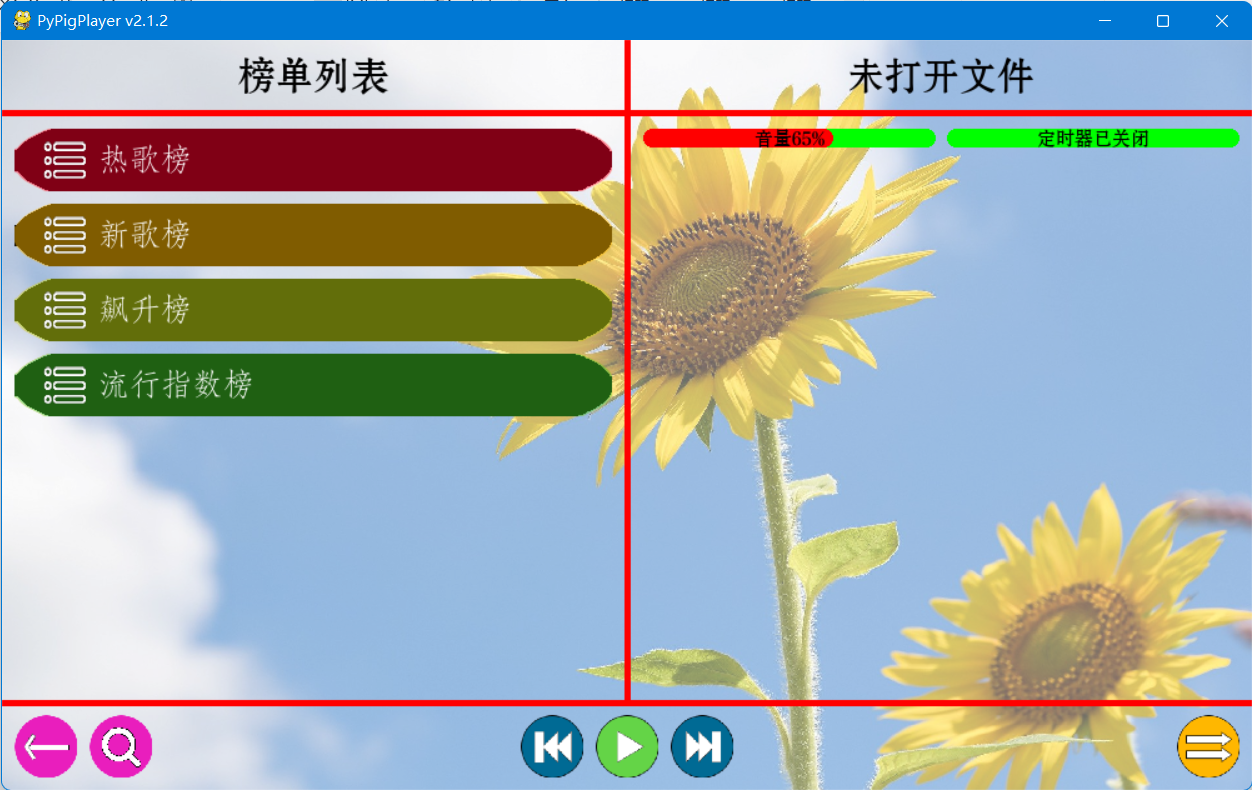 PyPigPlayer v2.1.2
榜单列表
未打开文件
热歌榜
音量65%
定时器已关闭
新歌榜
飙升榜
流行指数榜